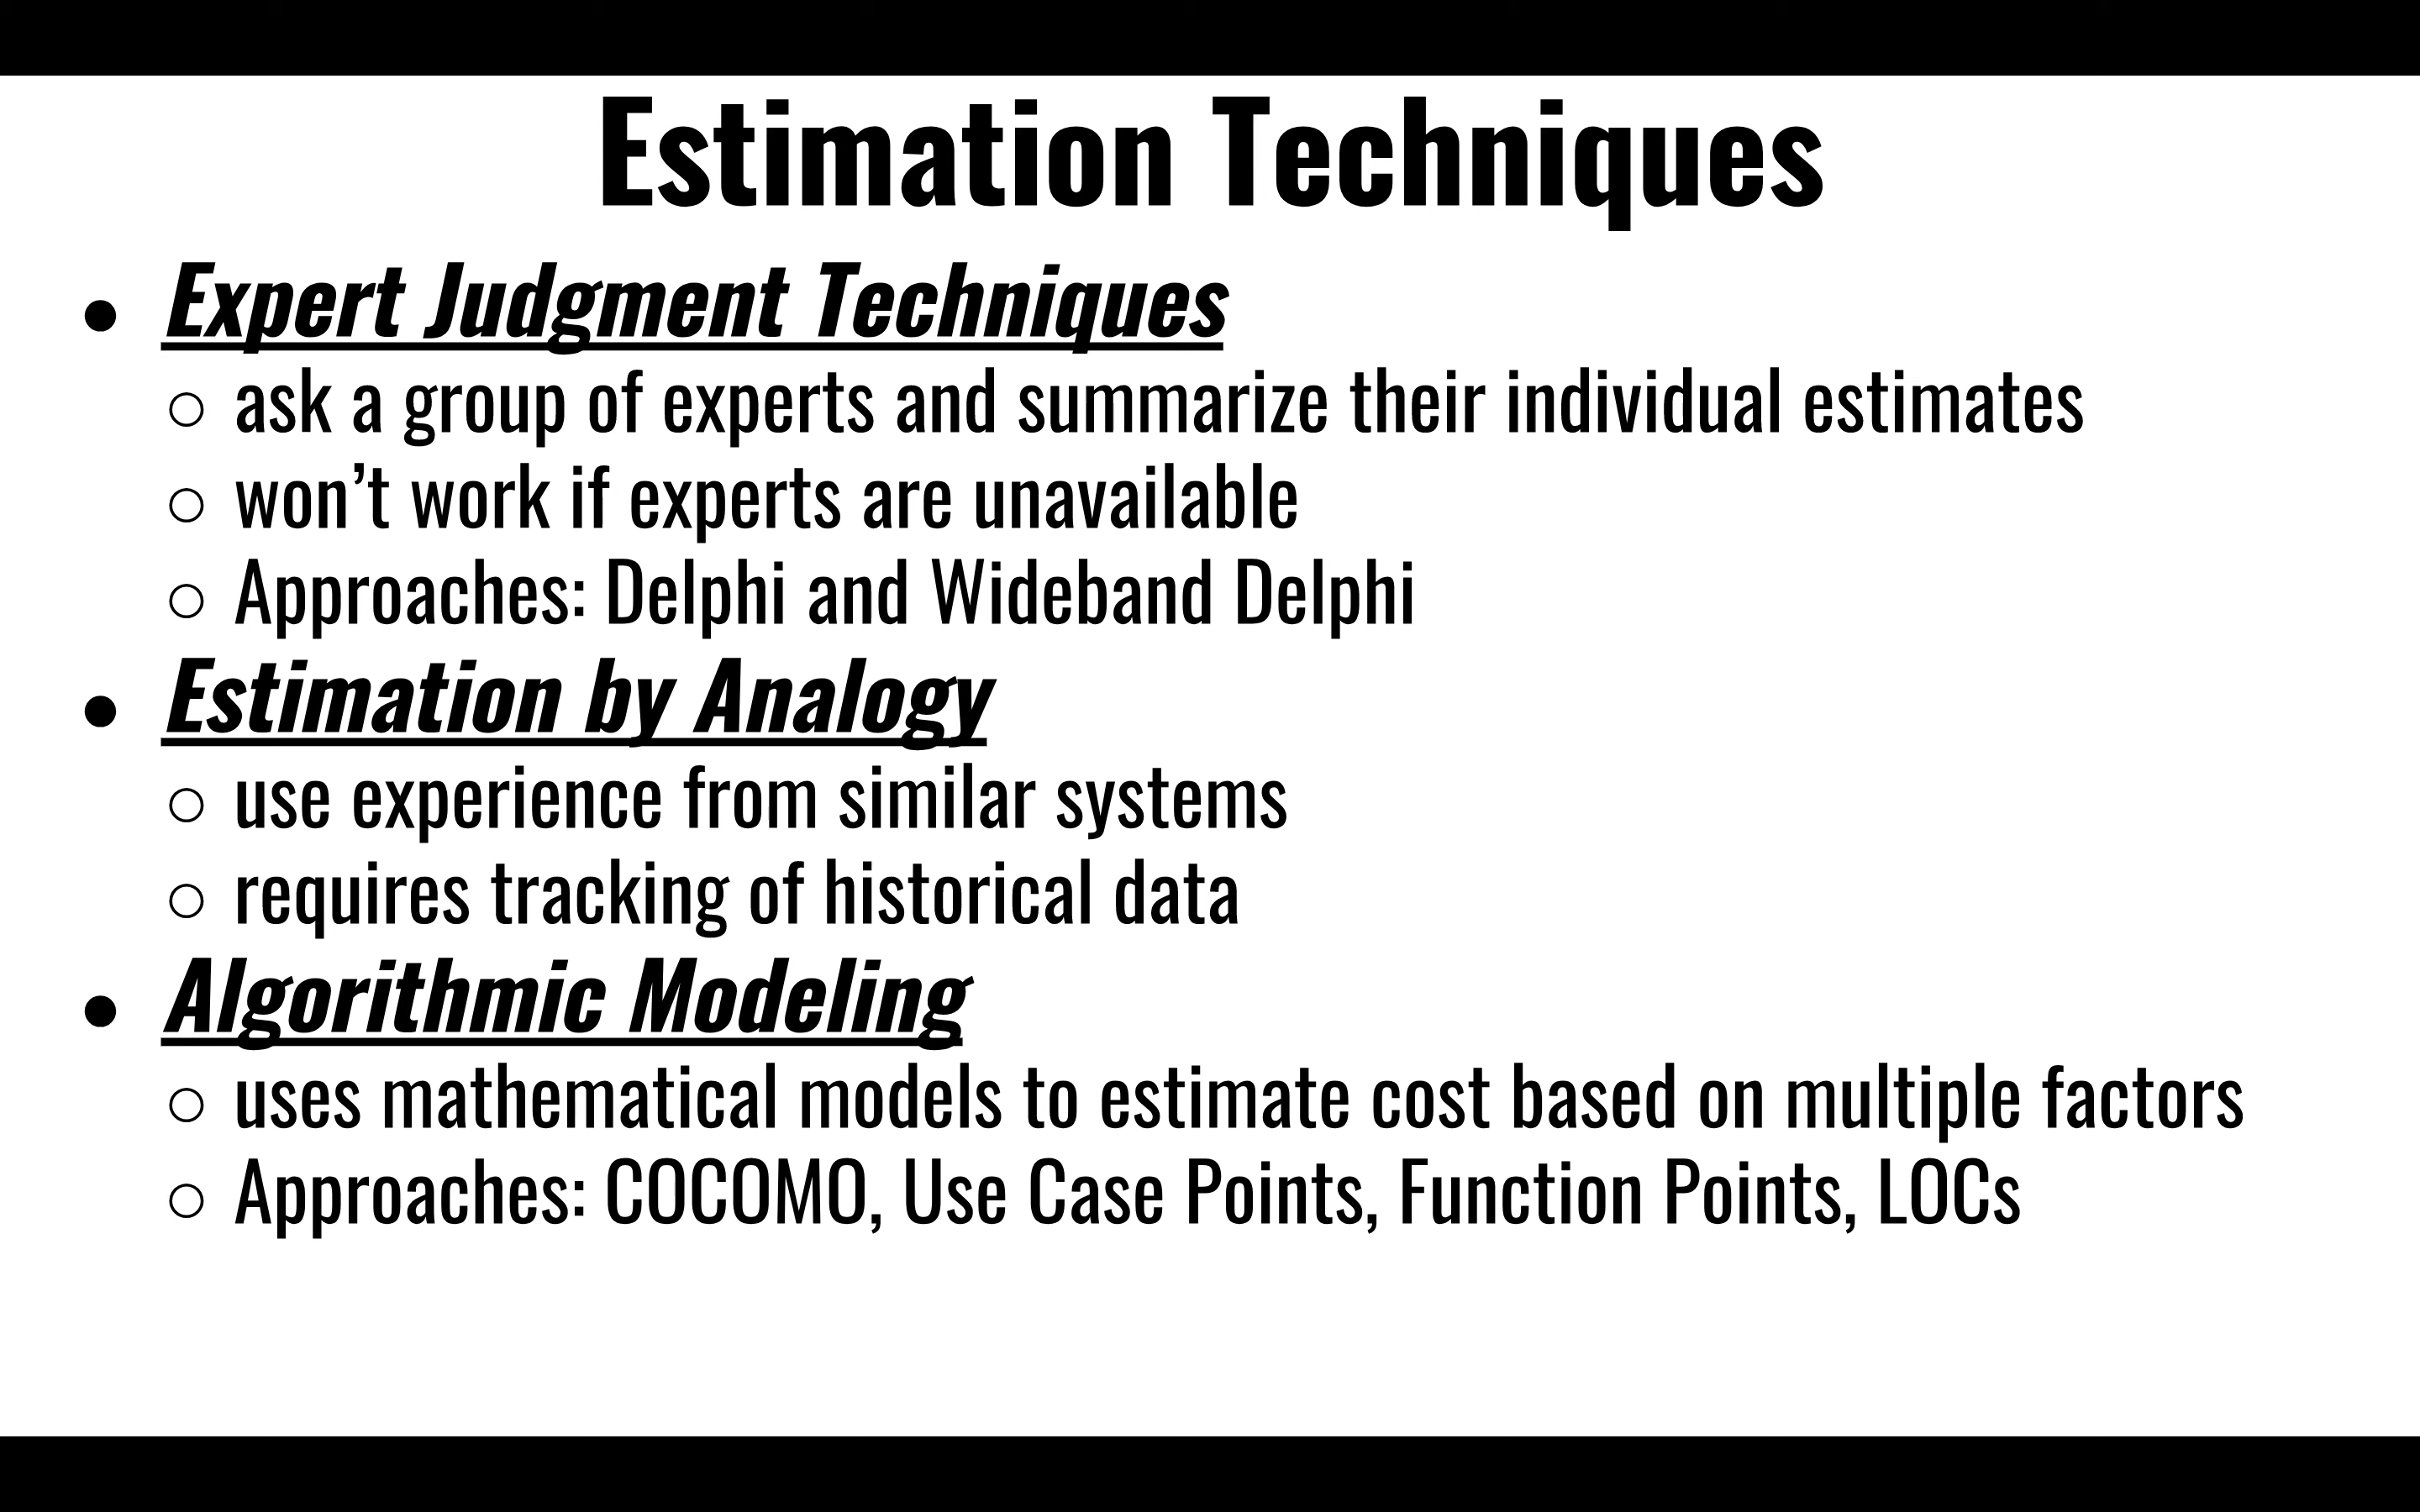 Estimation Techniques
● Expert Judgment Techniques
○ ask a group of experts and summarize their individual estimates
○ won’t work if experts are unavailable
○ Approaches: Delphi and Wideband Delphi
● Estimation by Analogy
○ use experience from similar systems
○ requires tracking of historical data
● Algorithmic Modeling
○ uses mathematical models to estimate cost based on multiple factors
○ Approaches: COCOMO, Use Case Points, Function Points, LOCs